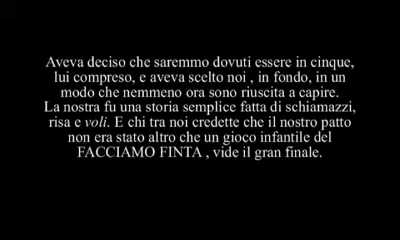 Aveva deciso che saremmo dovuti essere in cinque,
lui compreso, e aveva scelto noi , in fondo, in un
modo che nemmeno ora sono riuscita a capire.
La nostra fu una storia semplice fatta di schiamazzi,
risa e voli. E chi tra noi credette che il nostro patto
non era stato altro che un gioco infantile del
FACCIAMO FINTA , vide il gran finale.